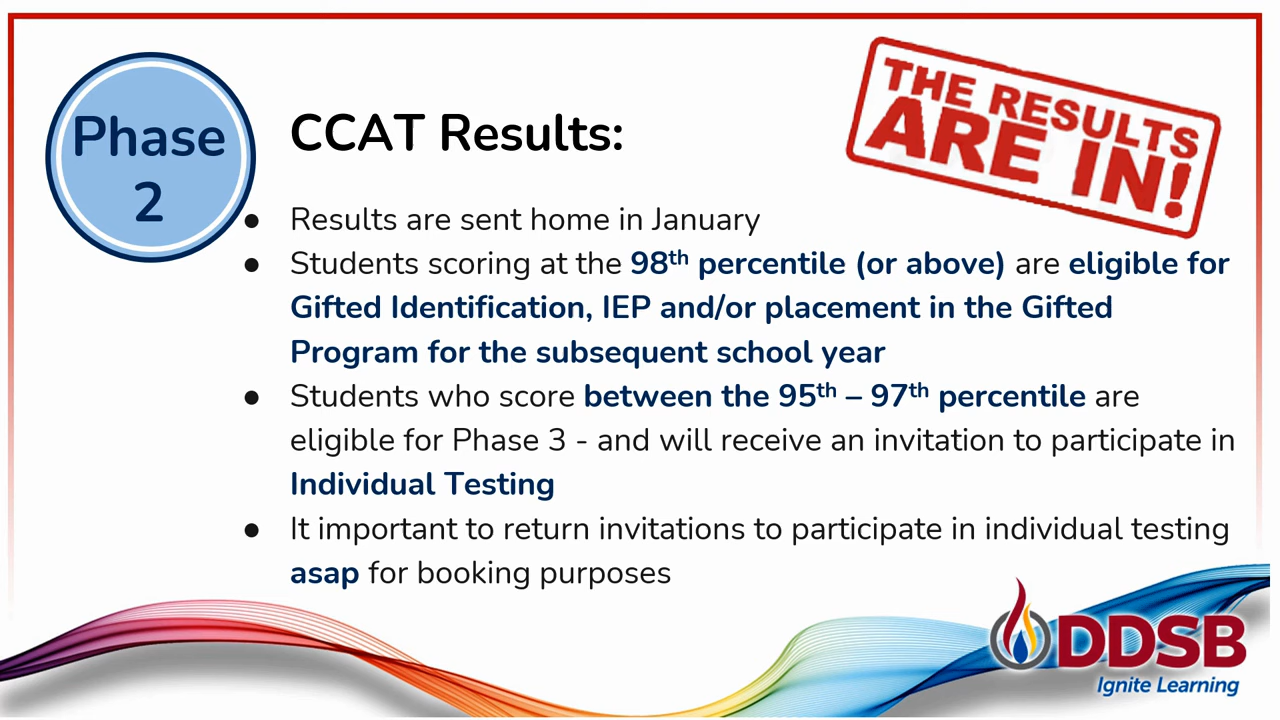 Phase
2
CCAT Results:
THE RESULTS
ARE IN!
● Results are sent home in January
● Students scoring at the 98th percentile (or above) are eligible for
Gifted Identification, IEP and/or placement in the Gifted
Program for the subsequent school year
● Students who score between the 95th – 97th percentile are
eligible for Phase 3 - and will receive an invitation to participate in
Individual Testing
● It important to return invitations to participate in individual testing
asap for booking purposes
DDSB
Ignite Learning